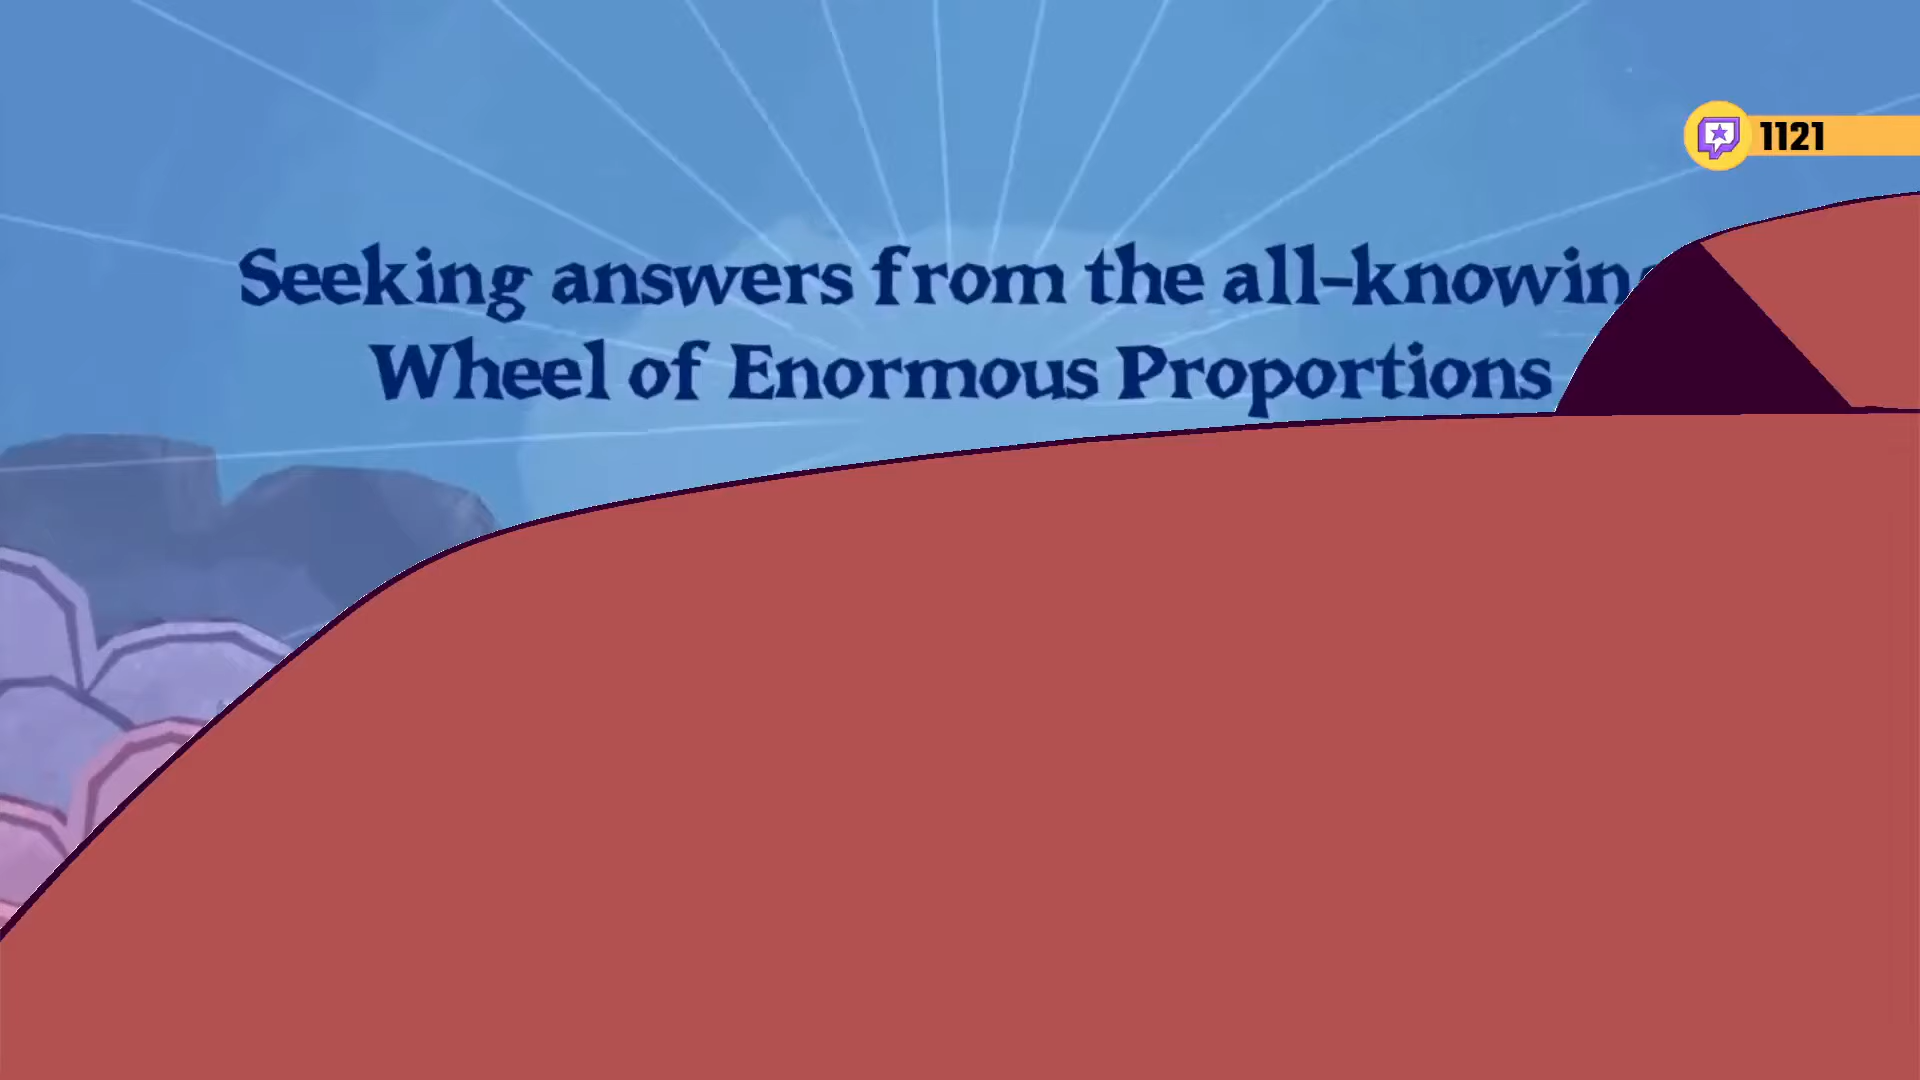 1121
Seeking answers from the all-knowin
Wheel of Enormous Proportions